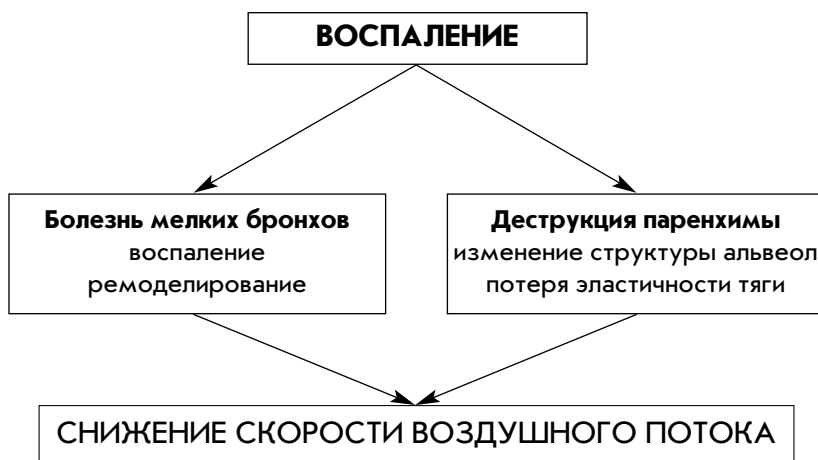 ВОСПАЛЕНИЕ
Болезнь мелких бронхов
воспаление
ремоделирование
Деструкция паренхимы
изменение структуры альвеол
потеря эластичности тяги
СНИЖЕНИЕ СКОРОСТИ ВОЗДУШНОГО ПОТОКА